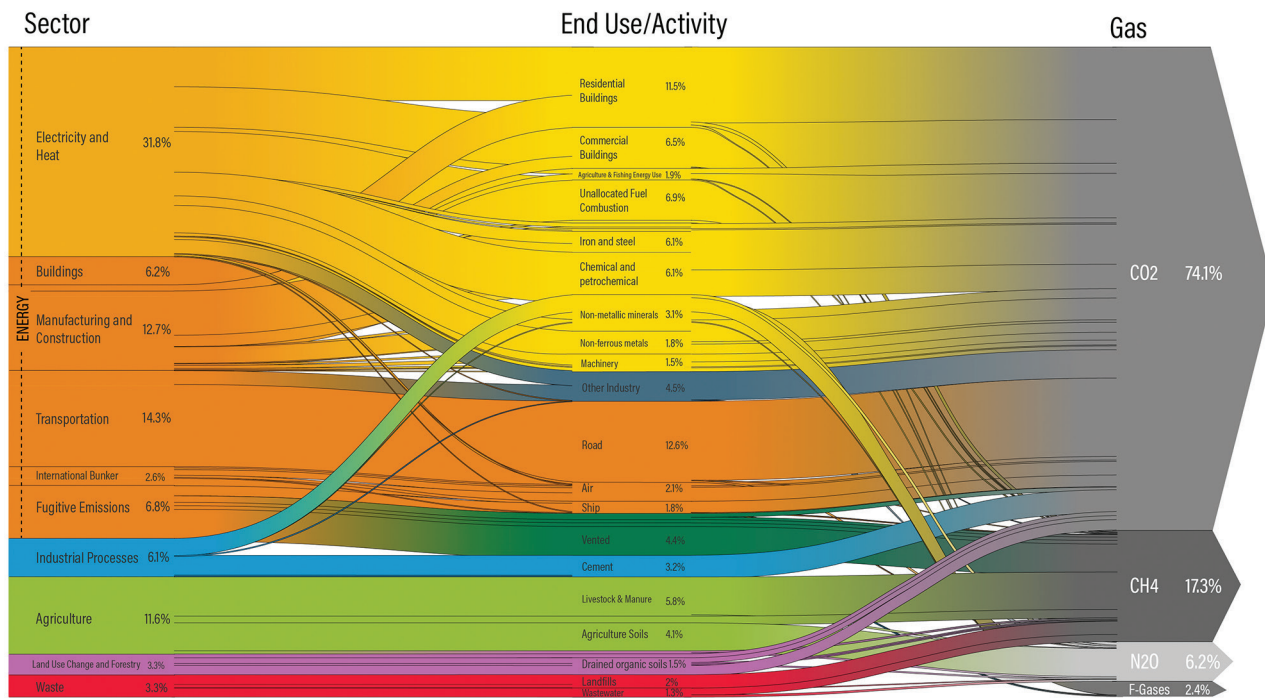 Sector
End Use/Activity
Gas
ENERGY
Electricity and
Heat
31.8%
Buildings
6.2%
Manufacturing and
Construction
12.7%
Transportation
14.3%
International Bunker
2.6%
Fugitive Emissions
6.8%
Industrial Processes
6.1%
Agriculture
11.6%
Land Use Change and Forestry
3.3%
Waste
3.3%
Residential
Buildings
11.5%
Commercial
Buildings
6.5%
Agriculture & Fishing Energy Use
1.9%
Unallocated Fuel
Combustion
6.9%
Iron and steel
6.1%
Chemical and
petrochemical
6.1%
Non-metallic minerals
3.1%
Non-ferrous metals
1.8%
Machinery
1.5%
Other Industry
4.5%
Road
12.6%
Air
2.1%
Ship
1.8%
Vented
4.4%
Cement
3.2%
Livestock & Manure
5.8%
Agriculture Soils
4.1%
Drained organic soils
1.5%
Landfills
2%
Wastewater
1.3%
CO2
74.1%
CH4
17.3%
N2O
6.2%
F-Gases
2.4%